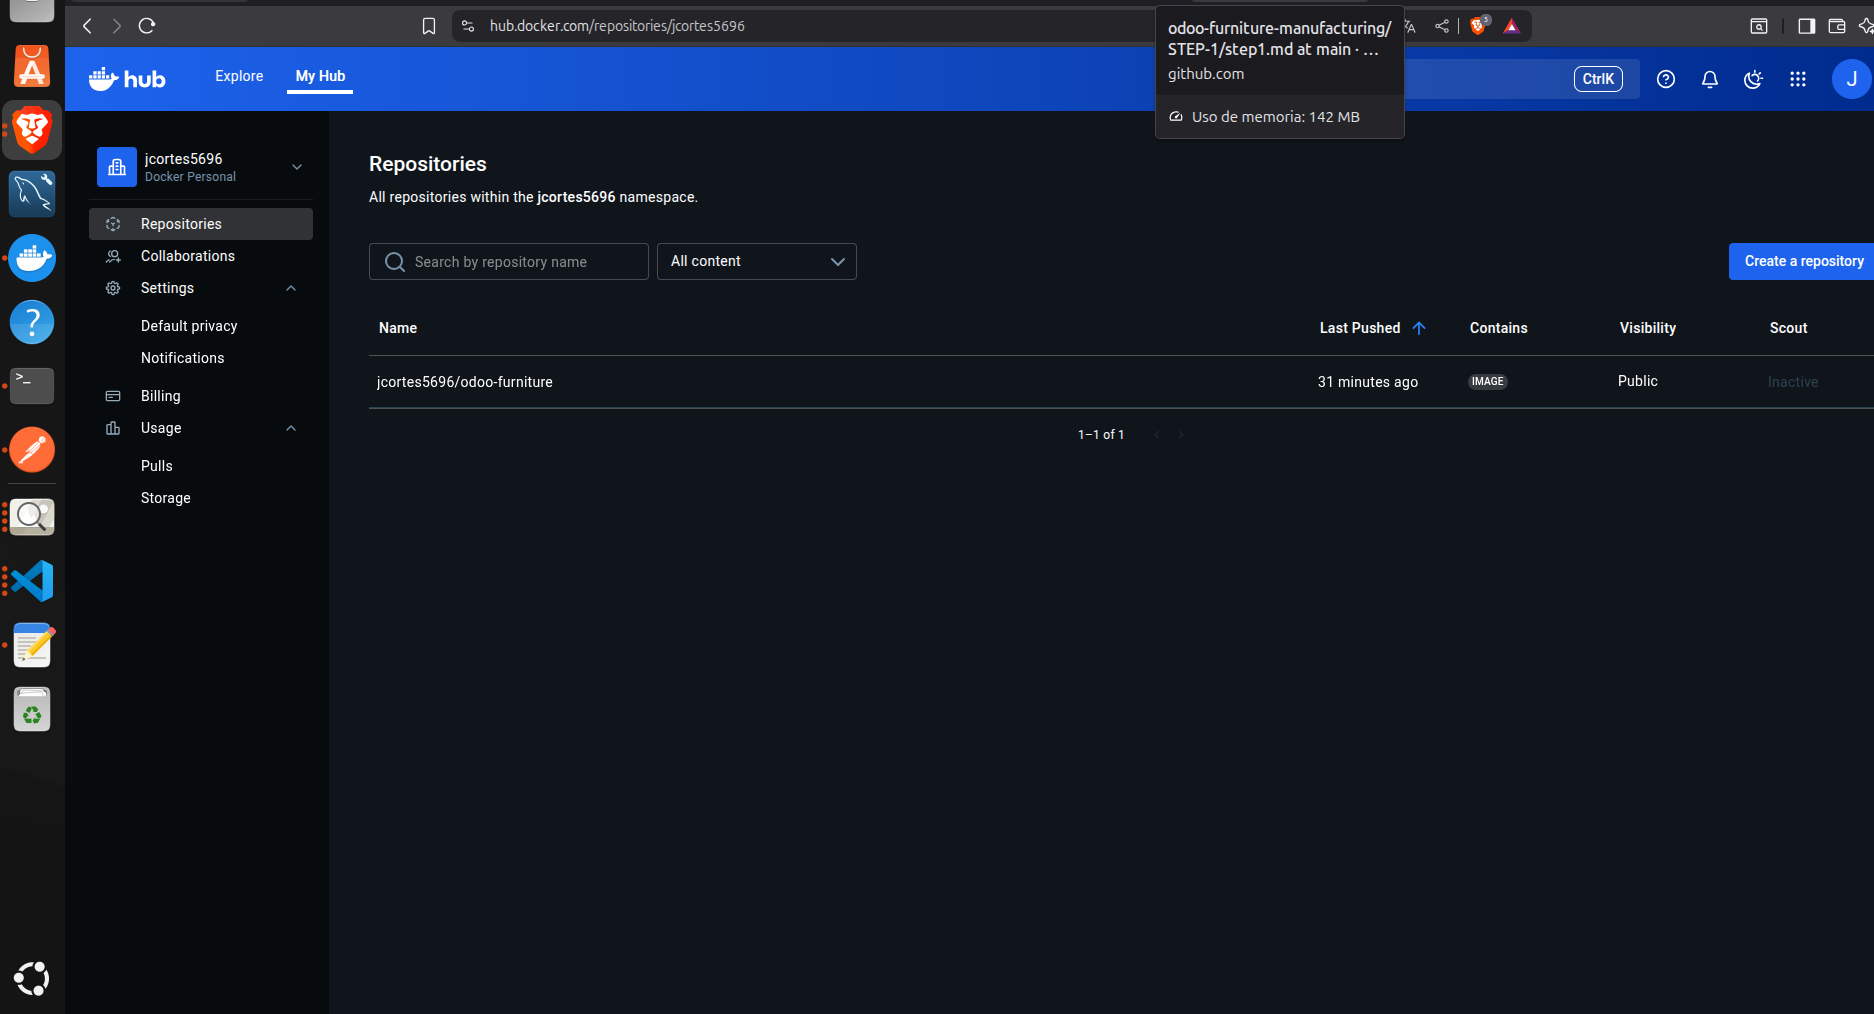 hub.docker.com/repositories/jcortes5696
odoo-furniture-manufacturing/
STEP-1/step1.md at main · ...
github.com
Uso de memoria: 142 MB
5
hub
Explore
My Hub
CtrlK
J
jcortes5696
Docker Personal
Repositories
Collaborations
Settings
Default privacy
Notifications
Billing
Usage
Pulls
Storage
Repositories
All repositories within the jcortes5696 namespace.
Search by repository name
All content
Create a repository
Name
Last Pushed
Contains
Visibility
Scout
jcortes5696/odoo-furniture
31 minutes ago
IMAGE
Public
Inactive
1–1 of 1